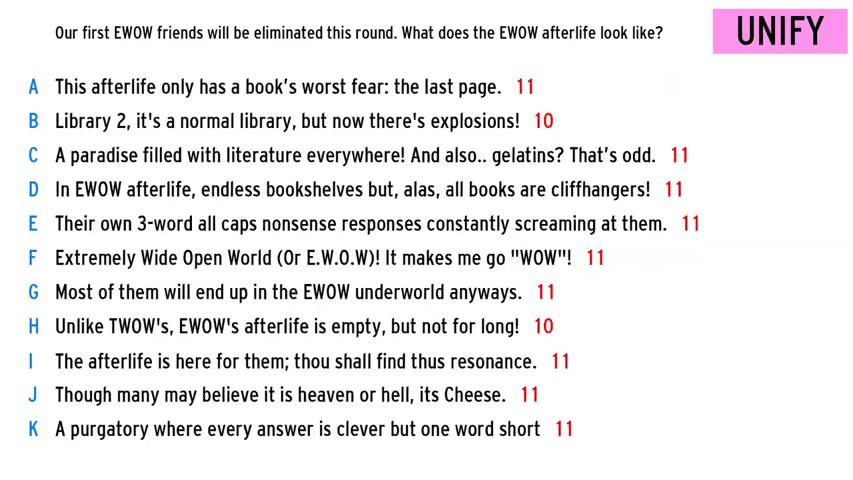 Our first EWOW friends will be eliminated this round. What does the EWOW afterlife look like?
UNIFY
A This afterlife only has a book's worst fear: the last page. 11
B Library 2, it's a normal library, but now there's explosions! 10
C A paradise filled with literature everywhere! And also.. gelatins? That's odd. 11
D In EWOW afterlife, endless bookshelves but, alas, all books are cliffhangers! 11
E Their own 3-word all caps nonsense responses constantly screaming at them. 11
F Extremely Wide Open World (Or E.W.O.W)! It makes me go "WOW"! 11
G Most of them will end up in the EWOW underworld anyways. 11
H Unlike TWOW's, EWOW's afterlife is empty, but not for long! 10
I The afterlife is here for them; thou shall find thus resonance. 11
J Though many may believe it is heaven or hell, its Cheese. 11
K A purgatory where every answer is clever but one word short 11